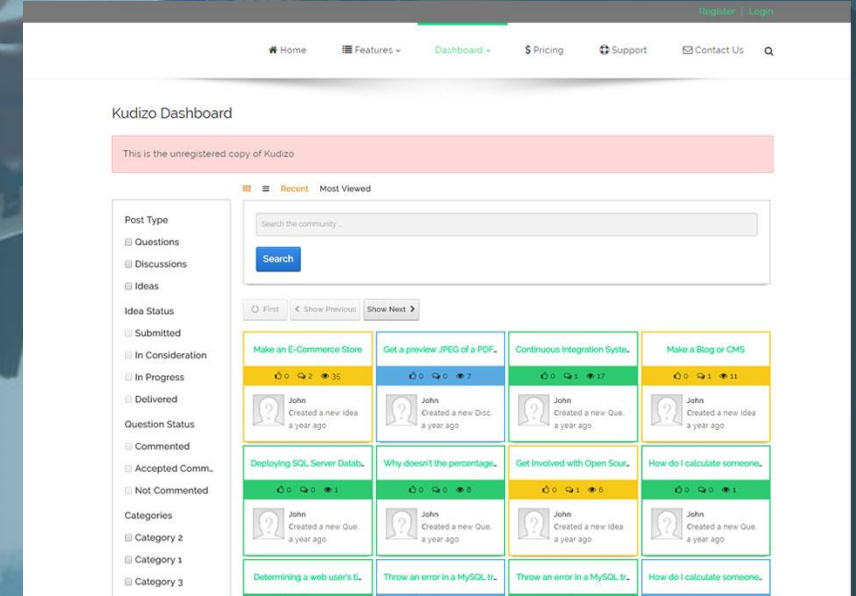 Register | Login
Home Features Dashboard $ Pricing Support Contact Us
Kudizo Dashboard
This is the unregistered copy of Kudizo
Recent Most Viewed
Post Type
Questions
Discussions
Ideas
Idea Status
Submitted
In Consideration
In Progress
Delivered
Question Status
Commented
Accepted Comm...
Not Commented
Categories
Category 2
Category 1
Category 3
Search the community ...
Search
First Show Previous Show Next
Make an E-Commerce Store
0 2 35
John
Created a new Idea
a year ago
Get a preview JPEG of a PDF...
0 0 7
John
Created a new Disc.
a year ago
Continuous Integration Syste...
0 1 17
John
Created a new Que.
a year ago
Make a Blog or CMS
0 1 11
John
Created a new Idea
a year ago
Deploying SQL Server Datab...
0 0 1
John
Created a new Que.
a year ago
Why doesn't the percentage...
0 0 8
John
Created a new Que.
a year ago
Get Involved with Open Sour...
0 1 6
John
Created a new Idea
a year ago
How do I calculate someone...
0 0 1
John
Created a new Que.
a year ago
Determining a web user's ti...
Throw an error in a MySQL tr...
Throw an error in a MySQL tr...
How do I calculate someone...